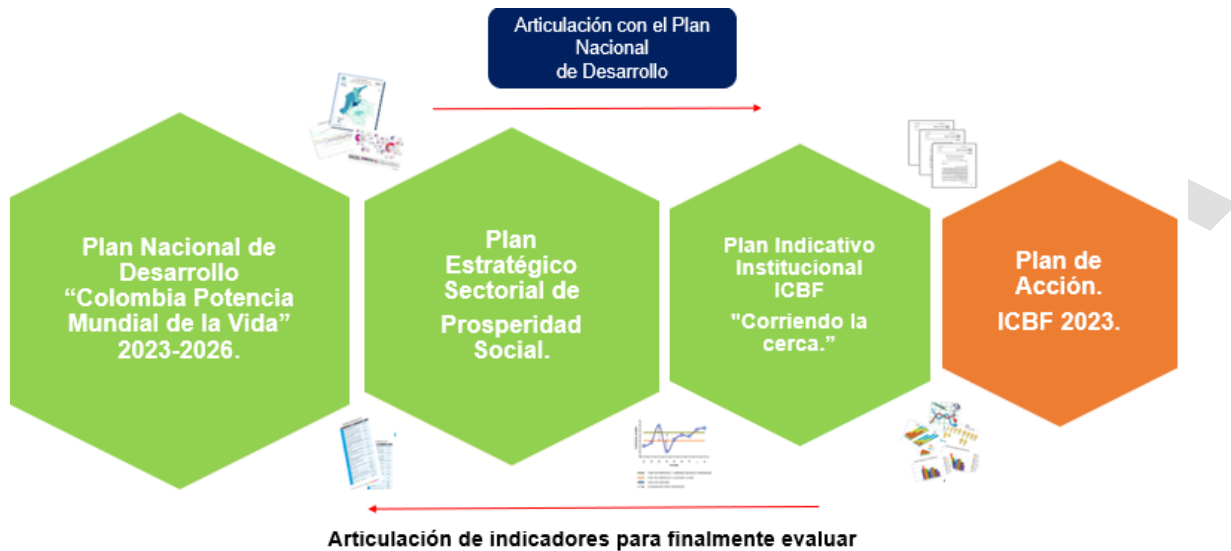 Articulación con el Plan
Nacional
de Desarrollo
Plan Nacional de
Desarrollo
“Colombia Potencia
Mundial de la Vida”
2023-2026.
Plan
Estratégico
Sectorial de
Prosperidad
Social.
Plan Indicativo
Institucional
ICBF
"Corriendo la
cerca.”
Plan de
Acción.
ICBF 2023.
Articulación de indicadores para finalmente evaluar